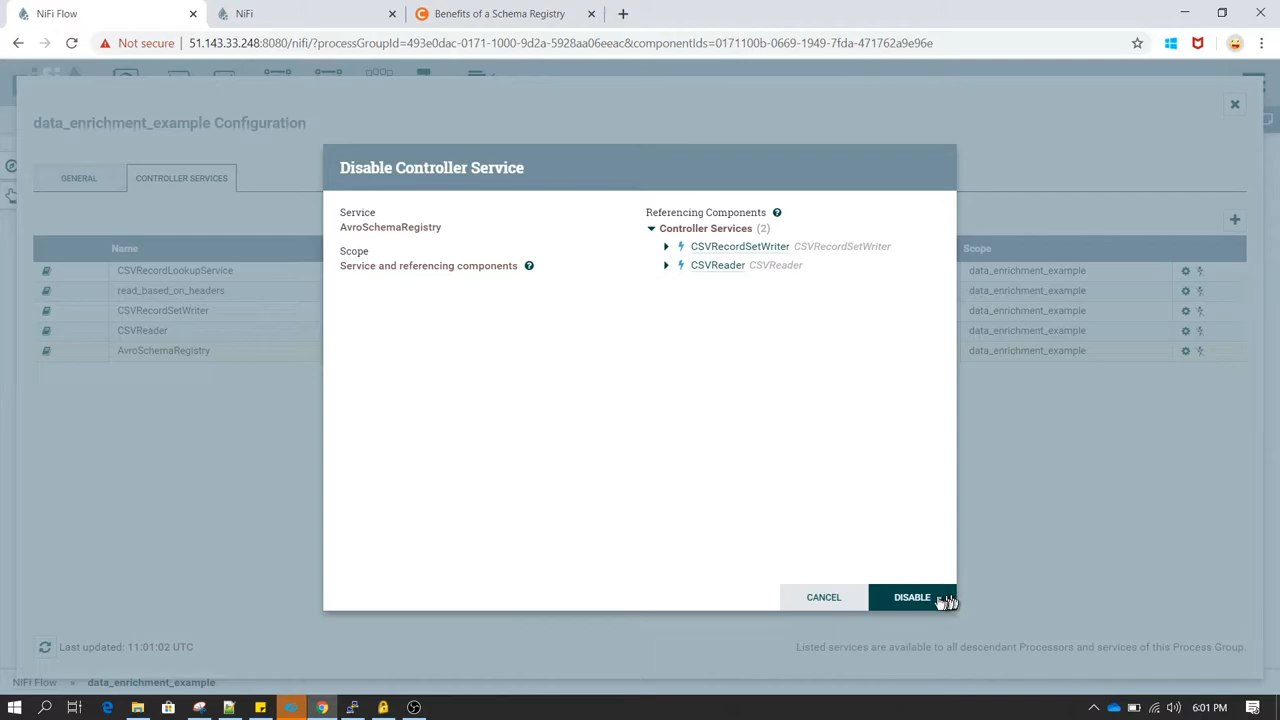 NiFi Flow
NiFi
Benefits of a Schema Registry
Not secure
51.143.33.248:8080/nifi/?processGroupId=493e0dac-0171-1000-9d2a-5928aa06eeac&componentIds=0171100b-0669-1949-7fda-471762a9e96e
data_enrichment_example Configuration
GENERAL
CONTROLLER SERVICES
Name
Scope
CSVRecordLookupService
data_enrichment_example
read_based_on_headers
data_enrichment_example
CSVRecordSetWriter
data_enrichment_example
CSVReader
data_enrichment_example
AvroSchemaRegistry
data_enrichment_example
Disable Controller Service
Service
AvroSchemaRegistry
Scope
Service and referencing components
Referencing Components
Controller Services (2)
CSVRecordSetWriter CSVRecordSetWriter
CSVReader CSVReader
CANCEL
DISABLE
Last updated: 11:01:02 UTC
Listed services are available to all descendant Processors and services of this Process Group.
NiFi Flow » data_enrichment_example
6:01 PM